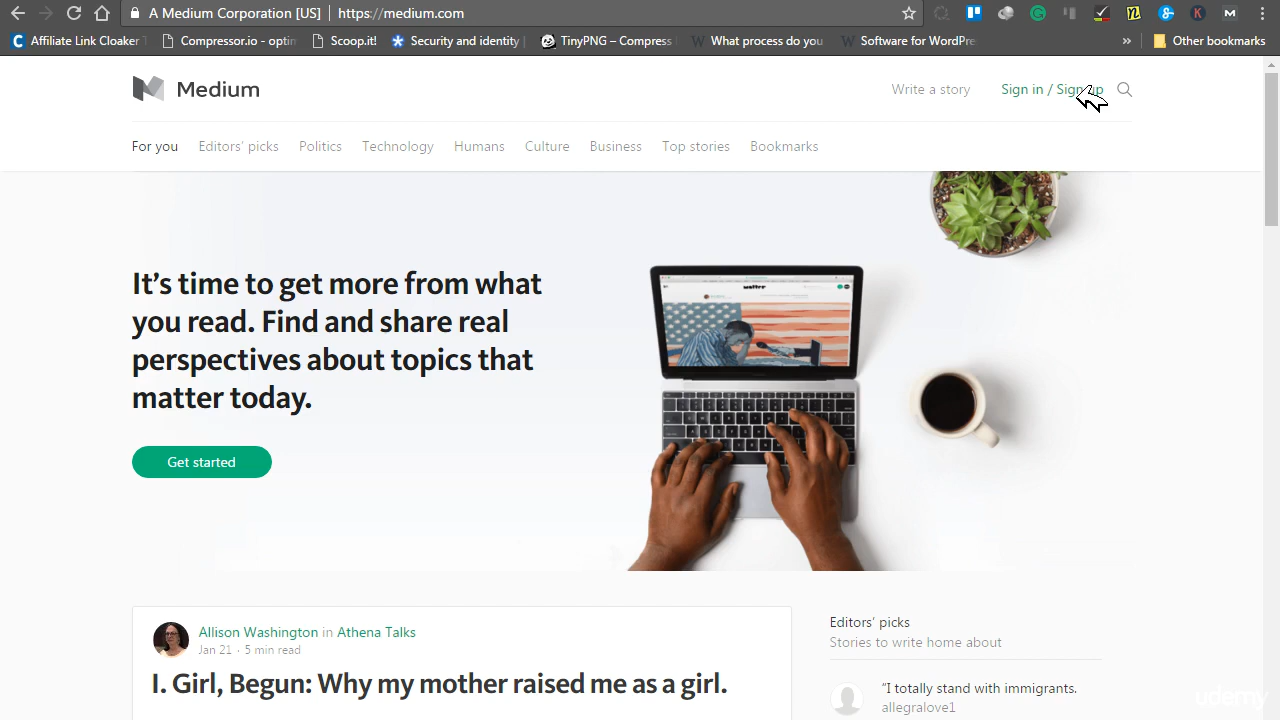 A Medium Corporation [US] | https://medium.com
Affiliate Link Cloaker
Compressor.io - optim
Scoop.it!
Security and identity
TinyPNG – Compress
What process do you
Software for WordPre
»
Other bookmarks
Medium
Write a story
Sign in / Sign up
For you
Editors' picks
Politics
Technology
Humans
Culture
Business
Top stories
Bookmarks
It's time to get more from what
you read. Find and share real
perspectives about topics that
matter today.
Get started
Allison Washington in Athena Talks
Jan 21 · 5 min read
I. Girl, Begun: Why my mother raised me as a girl.
Editors' picks
Stories to write home about
"I totally stand with immigrants.
allegralove1
udemy